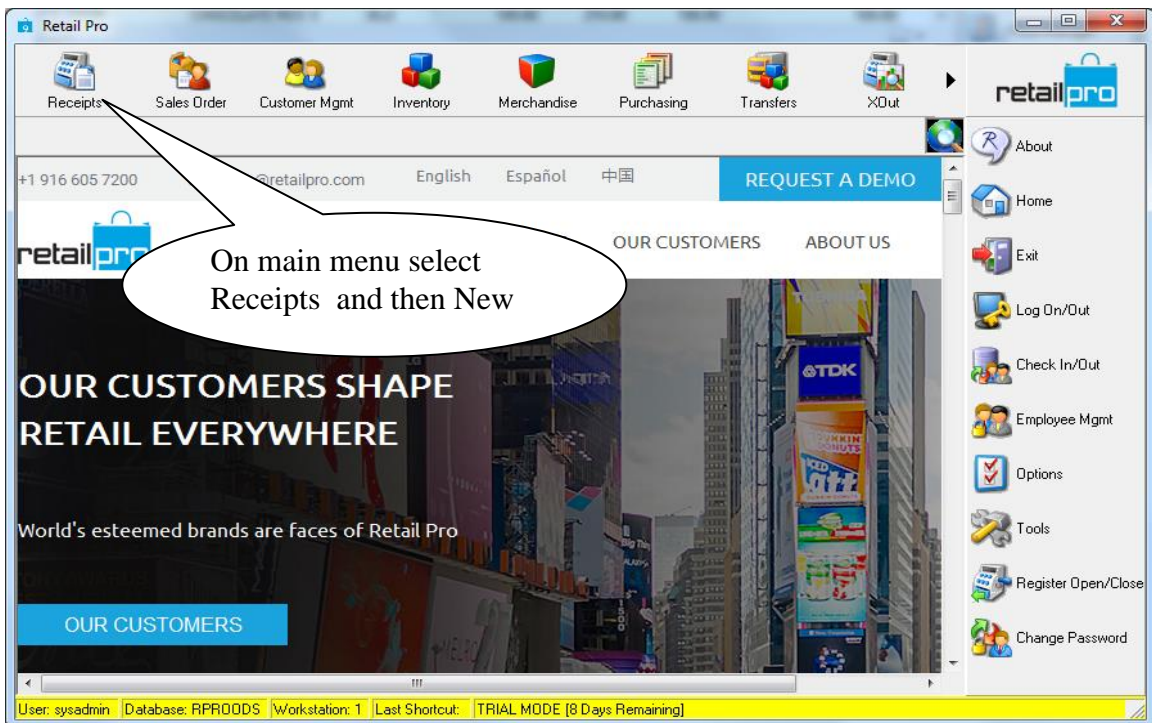 Retail Pro
Receipts Sales Order Customer Mgmt Inventory Merchandise Purchasing Transfers XOut
retail pro
About
+1 916 605 7200 @retailpro.com English Español 中国 REQUEST A DEMO
Home
retail pro OUR CUSTOMERS ABOUT US
Exit
On main menu select
Receipts and then New
Log On/Out
Check In/Out
TDK
OUR CUSTOMERS SHAPE
RETAIL EVERYWHERE
Employee Mgmt
Options
World's esteemed brands are faces of Retail Pro
Tools
Register Open/Close
OUR CUSTOMERS
Change Password
User: sysadmin Database: RPROODS Workstation: 1 Last Shortcut: TRIAL MODE [8 Days Remaining]